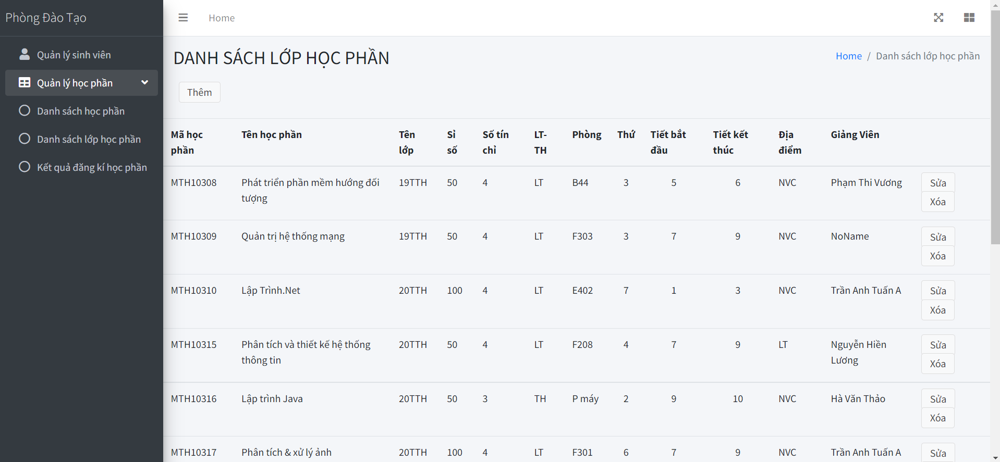 Phòng Đào Tạo
Home
Quản lý sinh viên
Quản lý học phần
Danh sách học phần
Danh sách lớp học phần
Kết quả đăng kí học phần
DANH SÁCH LỚP HỌC PHẦN
Home / Danh sách lớp học phần
Thêm
Mã học phần Tên học phần Tên lớp Sỉ số Số tín chỉ LT-TH Phòng Thứ Tiết bắt đầu Tiết kết thúc Địa điểm Giảng Viên
MTH10308 Phát triển phần mềm hướng đối tượng 19TTH 50 4 LT B44 3 5 6 NVC Phạm Thi Vương Sửa Xóa
MTH10309 Quản trị hệ thống mạng 19TTH 50 4 LT F303 3 7 9 NVC NoName Sửa Xóa
MTH10310 Lập Trình.Net 20TTH 100 4 LT E402 7 1 3 NVC Trần Anh Tuấn A Sửa Xóa
MTH10315 Phân tích và thiết kế hệ thống thông tin 20TTH 50 4 LT F208 4 7 9 LT Nguyễn Hiền Lương Sửa Xóa
MTH10316 Lập trình Java 20TTH 50 3 TH P máy 2 9 10 NVC Hà Văn Thảo Sửa Xóa
MTH10317 Phân tích & xử lý ảnh 20TTH 100 4 LT F301 6 7 9 NVC Trần Anh Tuấn A Sửa